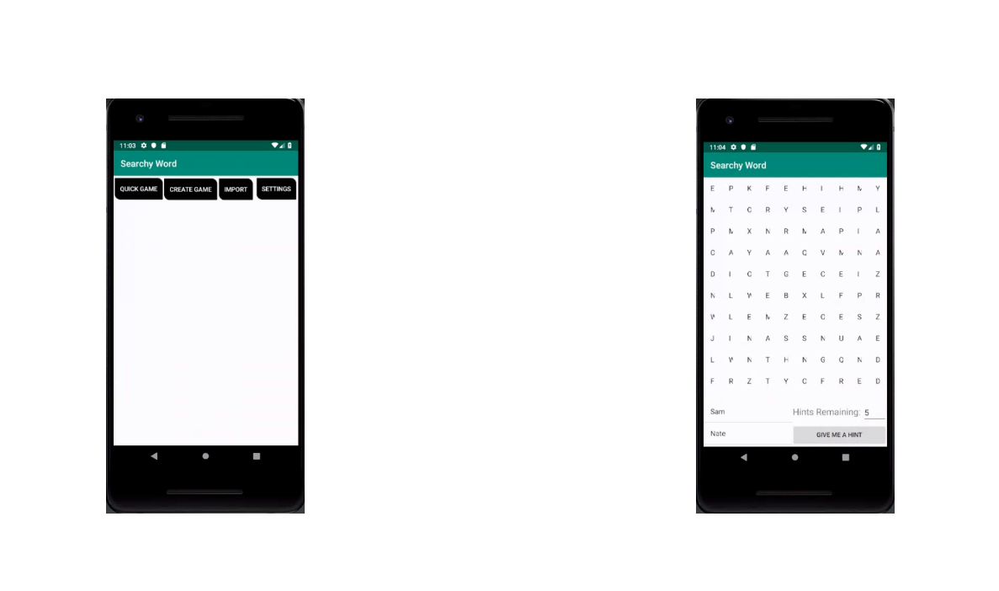 11:03
Searchy Word
QUICK GAME CREATE GAME IMPORT SETTINGS
11:04
Searchy Word
E P K F E H I H M Y
M T O R Y S E I P L
P M X N R M A P I A
O A Y A A Q V M N A
D I O T G E C E I Z
N L W E B X L F P R
W L E M Z E O E S Z
J I N A S S N U A E
L W N T H N G Q N D
F R Z T Y C F R E D
Sam
Hints Remaining: 5
Nate
GIVE ME A HINT